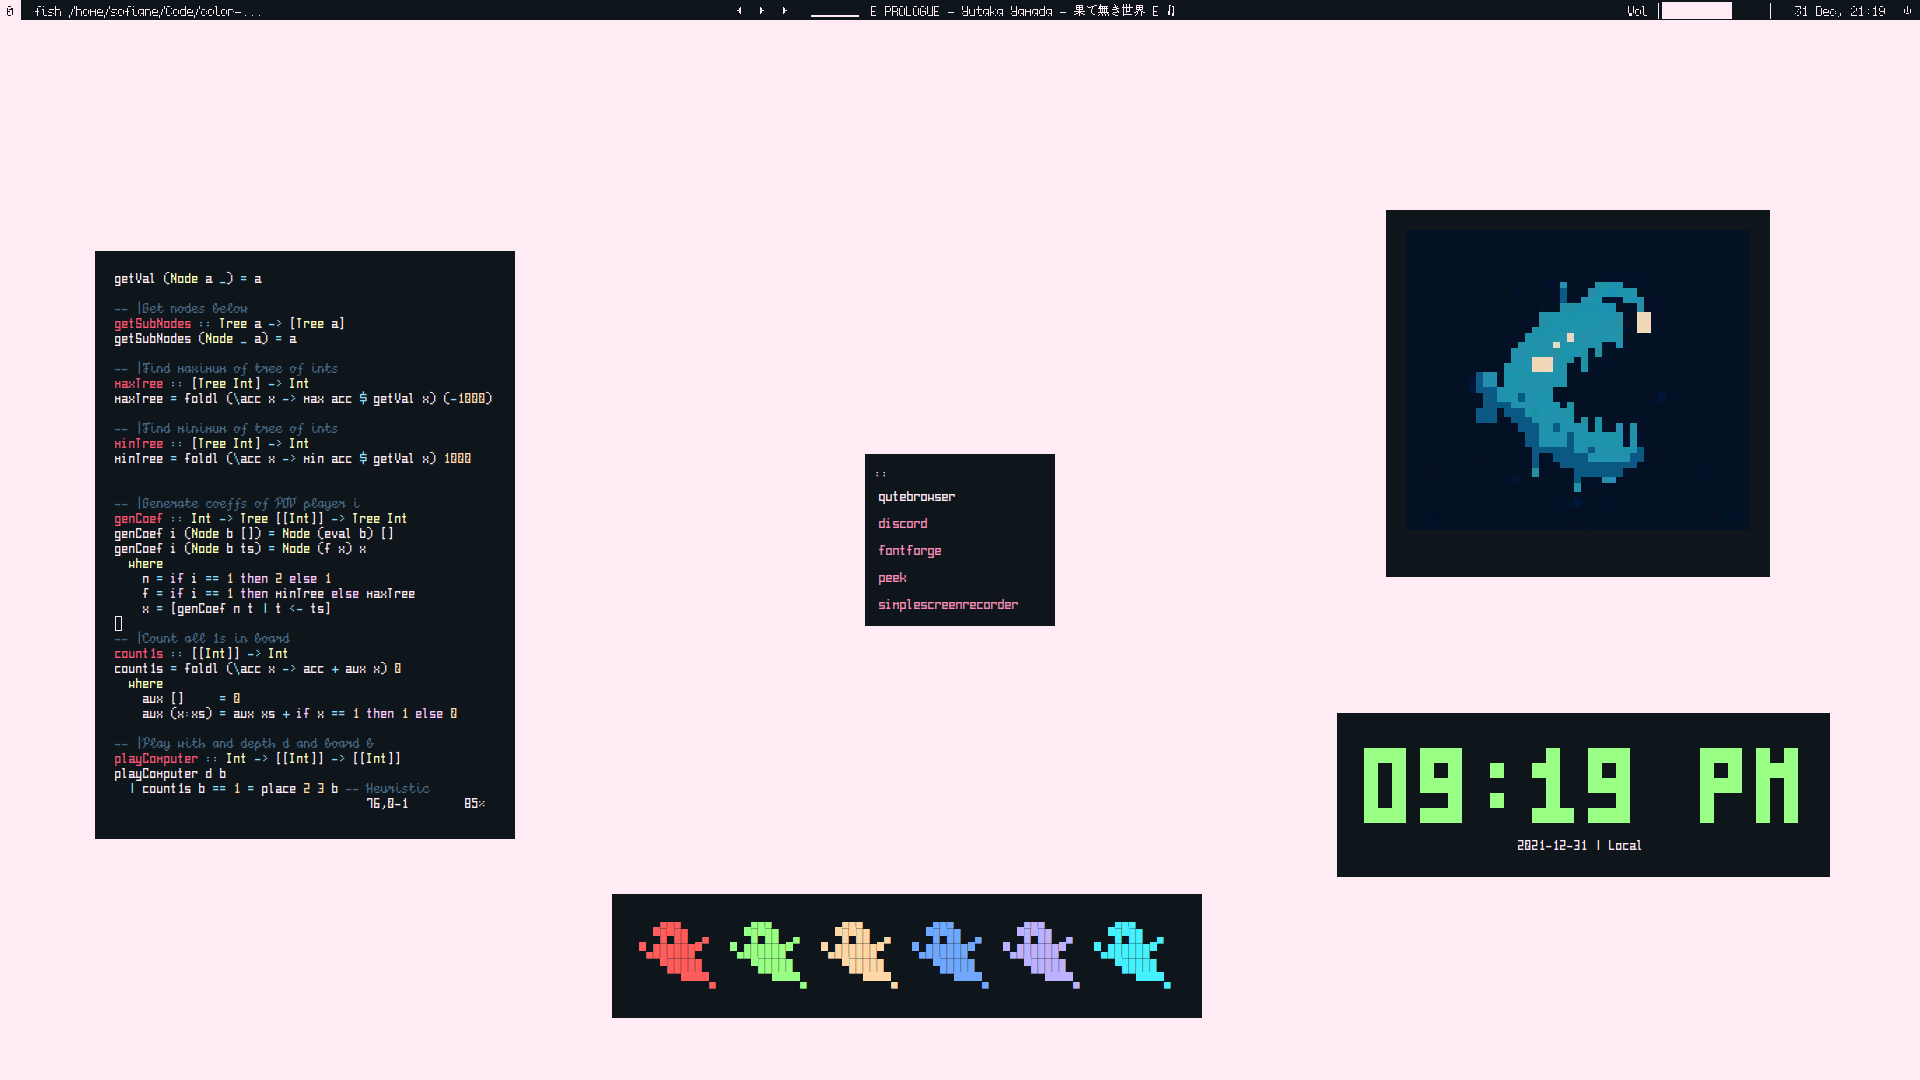 0 fish /home/sofiane/Code/color-...
E PROLOGUE - Yutaka Yamada - 果て無き世界 E ♫
Vol
31 Dec, 21:19
getVal (Node a _) = a
-- |Get nodes below
getSubNodes :: Tree a -> [Tree a]
getSubNodes (Node _ a) = a
-- |Find maximum of tree of ints
maxTree :: [Tree Int] -> Int
maxTree = foldl (\acc x -> max acc $ getVal x) (-1000)
-- |Find minimum of tree of ints
minTree :: [Tree Int] -> Int
minTree = foldl (\acc x -> min acc $ getVal x) 1000
-- |Generate coeffs of POV player i
genCoef :: Int -> Tree [[Int]] -> Tree Int
genCoef i (Node b []) = Node (eval b) []
genCoef i (Node b ts) = Node (f x) x
  where
    n = if i == 1 then 2 else 1
    f = if i == 1 then minTree else maxTree
    x = [genCoef n t | t <- ts]
-- |Count all 1s in board
count1s :: [[Int]] -> Int
count1s = foldl (\acc x -> acc + aux x) 0
  where
    aux []     = 0
    aux (x:xs) = aux xs + if x == 1 then 1 else 0
-- |Play with and depth d and board b
playComputer :: Int -> [[Int]] -> [[Int]]
playComputer d b
  | count1s b == 1 = place 2 3 b -- Heuristic
76,0-1 85%
::
qutebrowser
discord
fontforge
peek
simplescreenrecorder
09:19 PM
2021-12-31 | Local